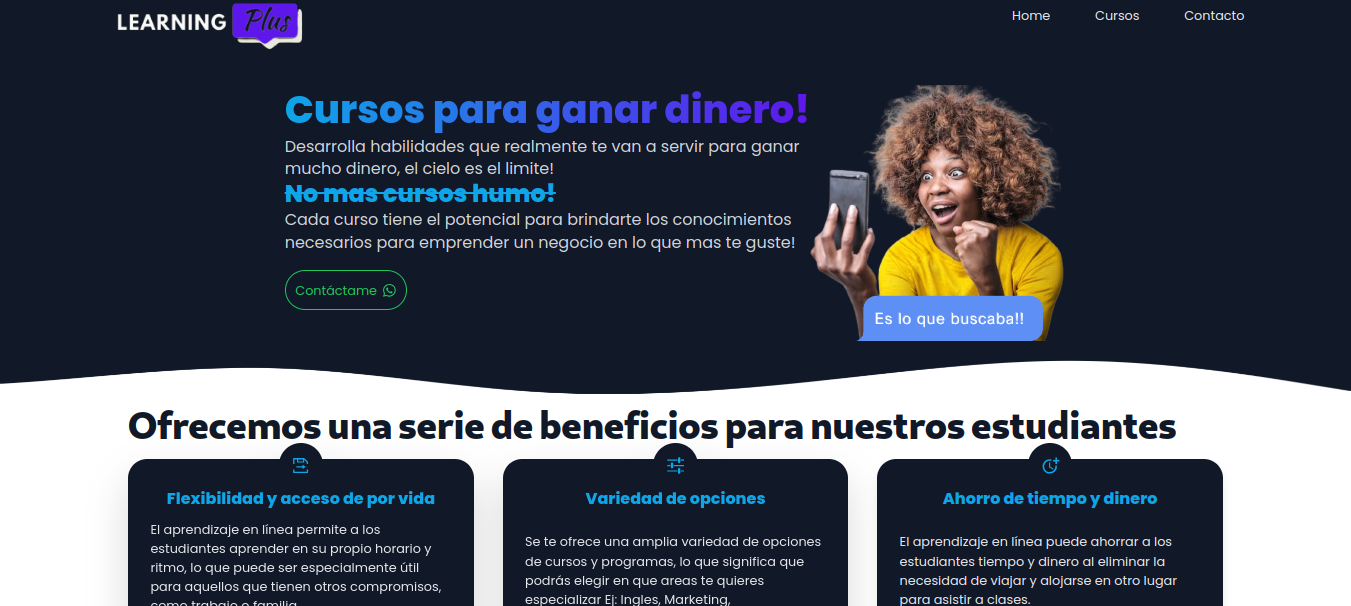 LEARNING Plus
Home Cursos Contacto
Cursos para ganar dinero!
Desarrolla habilidades que realmente te van a servir para ganar
mucho dinero, el cielo es el limite!
No mas cursos humo!
Cada curso tiene el potencial para brindarte los conocimientos
necesarios para emprender un negocio en lo que mas te guste!
Contáctame
Es lo que buscaba!!
Ofrecemos una serie de beneficios para nuestros estudiantes
Flexibilidad y acceso de por vida
El aprendizaje en línea permite a los
estudiantes aprender en su propio horario y
ritmo, lo que puede ser especialmente útil
para aquellos que tienen otros compromisos,
como trabajo o familia.
Variedad de opciones
Se te ofrece una amplia variedad de opciones
de cursos y programas, lo que significa que
podrás elegir en que areas te quieres
especializar Ej: Ingles, Marketing,
Ahorro de tiempo y dinero
El aprendizaje en línea puede ahorrar a los
estudiantes tiempo y dinero al eliminar la
necesidad de viajar y alojarse en otro lugar
para asistir a clases.